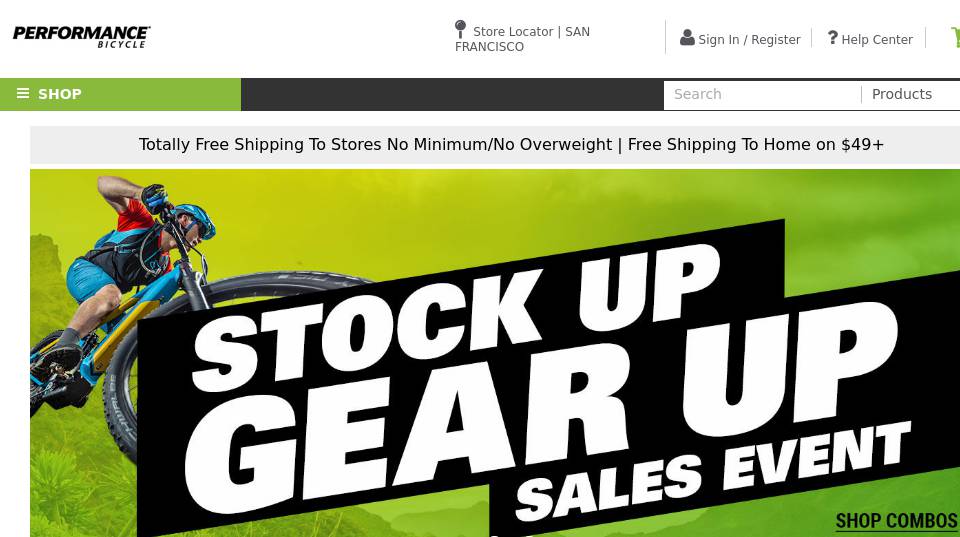 PERFORMANCE
BICYCLE
Store Locator | SAN
FRANCISCO
Sign In / Register
Help Center
SHOP
Search
Products
Totally Free Shipping To Stores No Minimum/No Overweight | Free Shipping To Home on $49+
STOCK UP
GEAR UP
SALES EVENT
SHOP COMBOS